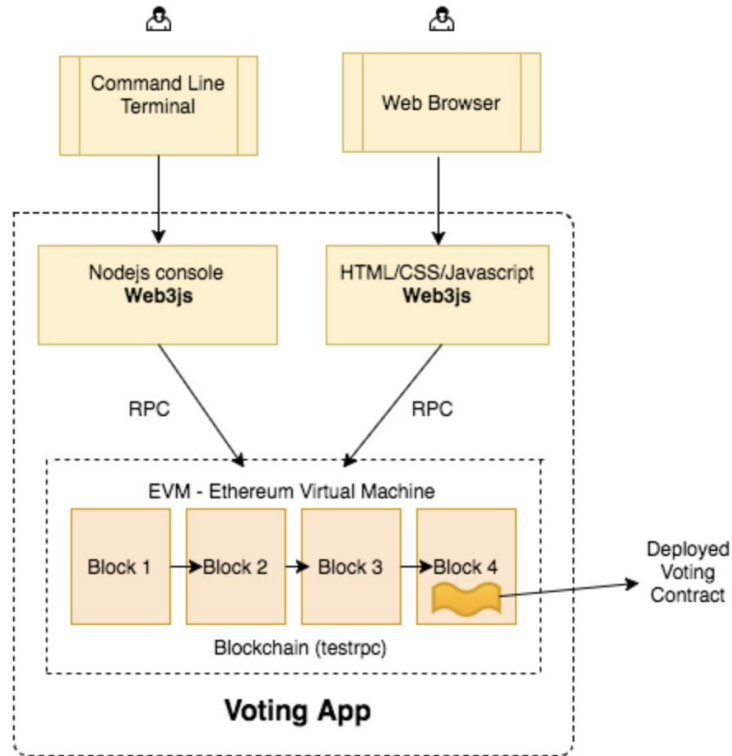 Command Line
Terminal
Web Browser
Nodejs console
Web3js
HTML/CSS/Javascript
Web3js
RPC
RPC
EVM - Ethereum Virtual Machine
Block 1
Block 2
Block 3
Block 4
Deployed
Voting
Contract
Blockchain (testrpc)
Voting App